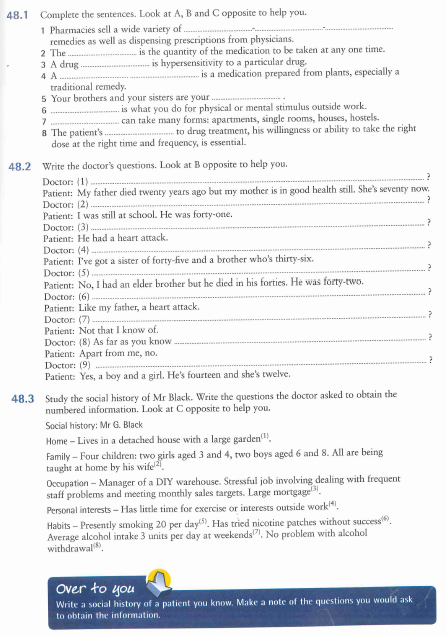 48.1 Complete the sentences. Look at A, B and C opposite to help you.
1 Pharmacies sell a wide variety of ..............-..............-..............
remedies as well as dispensing prescriptions from physicians.
2 The .............. is the quantity of the medication to be taken at any one time.
3 A drug .............. is hypersensitivity to a particular drug.
4 A .............. is a medication prepared from plants, especially a
traditional remedy.
5 Your brothers and your sisters are your .............. .
6 .............. is what you do for physical or mental stimulus outside work.
7 .............. can take many forms: apartments, single rooms, houses, hostels.
8 The patient's .............. to drug treatment, his willingness or ability to take the right
dose at the right time and frequency, is essential.
48.2 Write the doctor's questions. Look at B opposite to help you.
Doctor: (1) ..............?
Patient: My father died twenty years ago but my mother is in good health still. She's seventy now.
Doctor: (2) ..............?
Patient: I was still at school. He was forty-one.
Doctor: (3) ..............?
Patient: He had a heart attack.
Doctor: (4) ..............?
Patient: I've got a sister of forty-five and a brother who's thirty-six.
Doctor: (5) ..............?
Patient: No, I had an elder brother but he died in his forties. He was forty-two.
Doctor: (6) ..............?
Patient: Like my father, a heart attack.
Doctor: (7) ..............?
Patient: Not that I know of.
Doctor: (8) As far as you know ..............?
Patient: Apart from me, no.
Doctor: (9) ..............?
Patient: Yes, a boy and a girl. He's fourteen and she's twelve.
48.3 Study the social history of Mr Black. Write the questions the doctor asked to obtain the
numbered information. Look at C opposite to help you.
Social history: Mr G. Black
Home – Lives in a detached house with a large garden(1).
Family – Four children: two girls aged 3 and 4, two boys aged 6 and 8. All are being
taught at home by his wife(2).
Occupation – Manager of a DIY warehouse. Stressful job involving dealing with frequent
staff problems and meeting monthly sales targets. Large mortgage(3).
Personal interests – Has little time for exercise or interests outside work(4).
Habits – Presently smoking 20 per day(5). Has tried nicotine patches without success(6).
Average alcohol intake 3 units per day at weekends(7). No problem with alcohol
withdrawal(8).
Over to you
Write a social history of a patient you know. Make a note of the questions you would ask
to obtain the information.